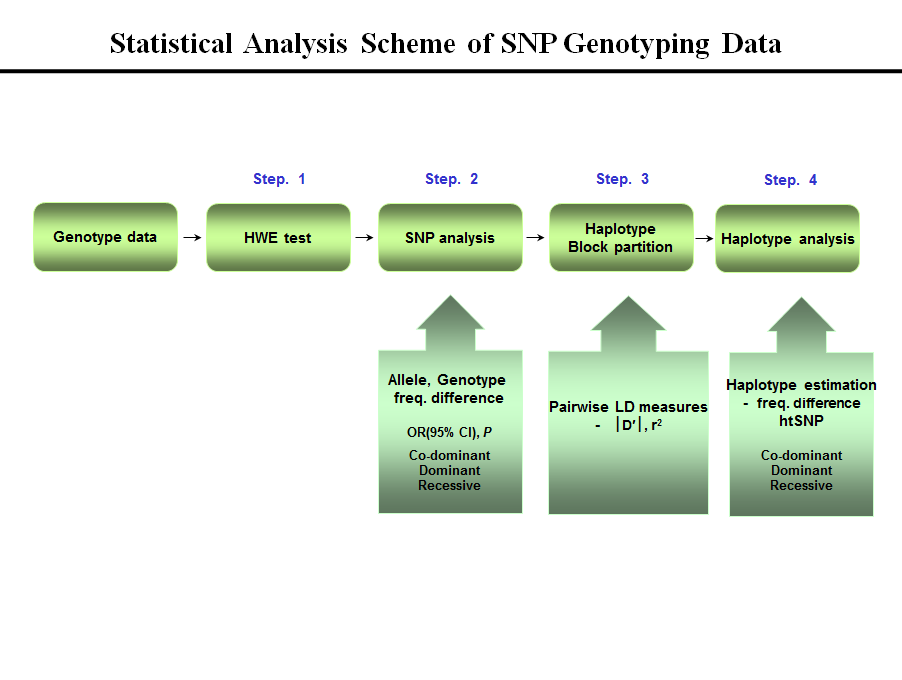 Statistical Analysis Scheme of SNP Genotyping Data
Step. 1
Step. 2
Step. 3
Step. 4
Genotype data
→
HWE test
→
SNP analysis
→
Haplotype
Block partition
→
Haplotype analysis
Allele, Genotype
freq. difference
OR(95% CI), P
Co-dominant
Dominant
Recessive
Pairwise LD measures
- |D′|, r²
Haplotype estimation
- freq. difference
htSNP
Co-dominant
Dominant
Recessive